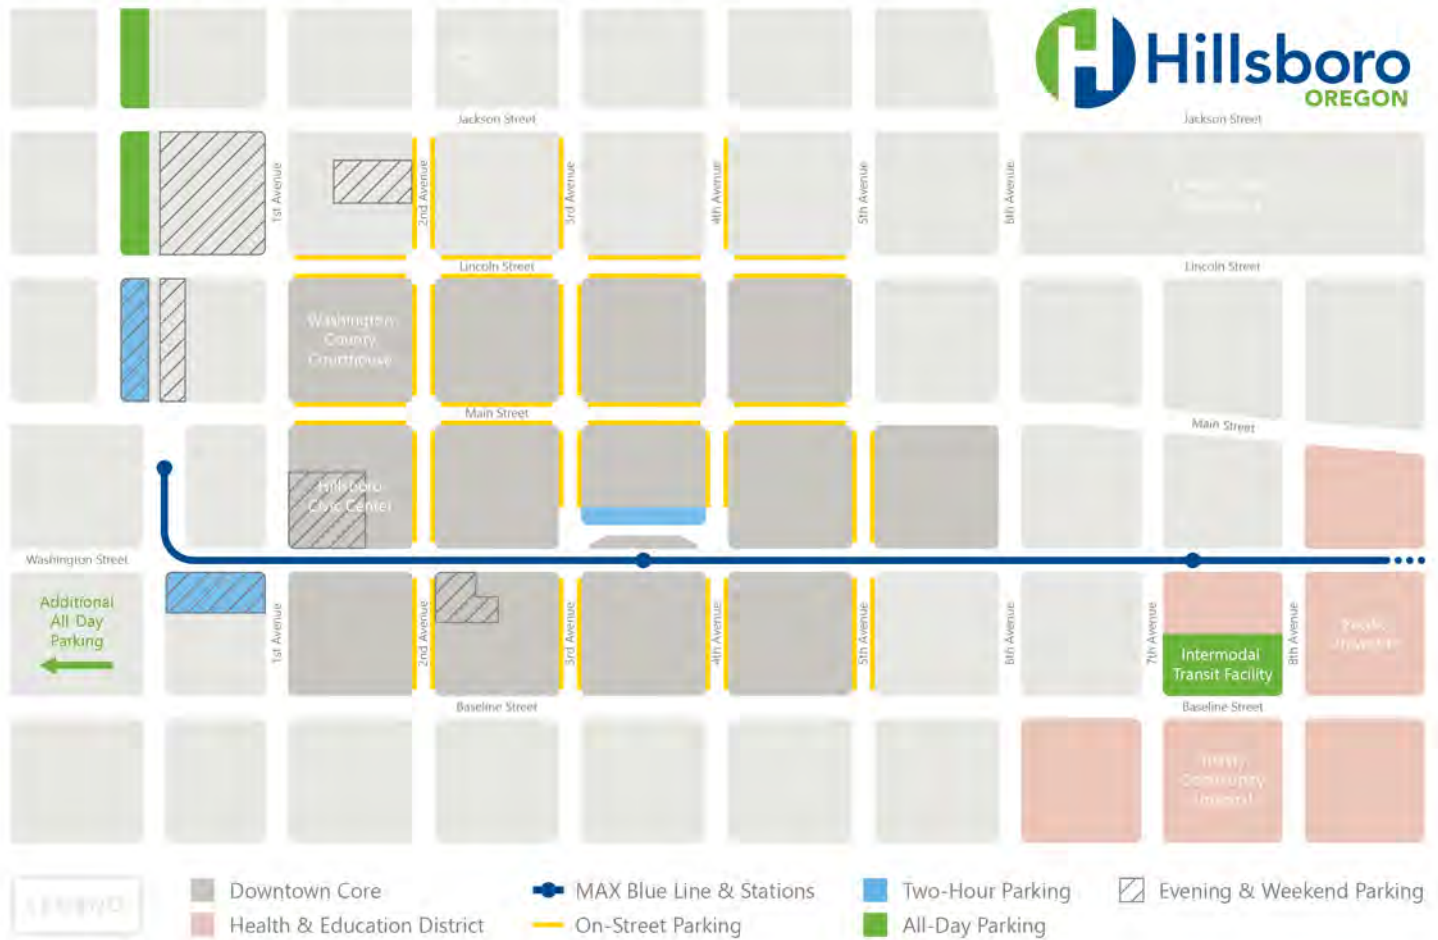 Hillsboro
OREGON
Jackson Street
Jackson Street
1st Avenue
2nd Avenue
3rd Avenue
4th Avenue
5th Avenue
6th Avenue
Lincoln Street
Lincoln Street
Washington
County
Courthouse
Main Street
Main Street
Hillsboro
Civic Center
Washington Street
Additional
All-Day
Parking
1st Avenue
2nd Avenue
3rd Avenue
4th Avenue
5th Avenue
6th Avenue
7th Avenue
8th Avenue
Intermodal
Transit Facility
Pacific
University
Baseline Street
Baseline Street
Community
LEGEND
Downtown Core
MAX Blue Line & Stations
Two-Hour Parking
Evening & Weekend Parking
Health & Education District
On-Street Parking
All-Day Parking